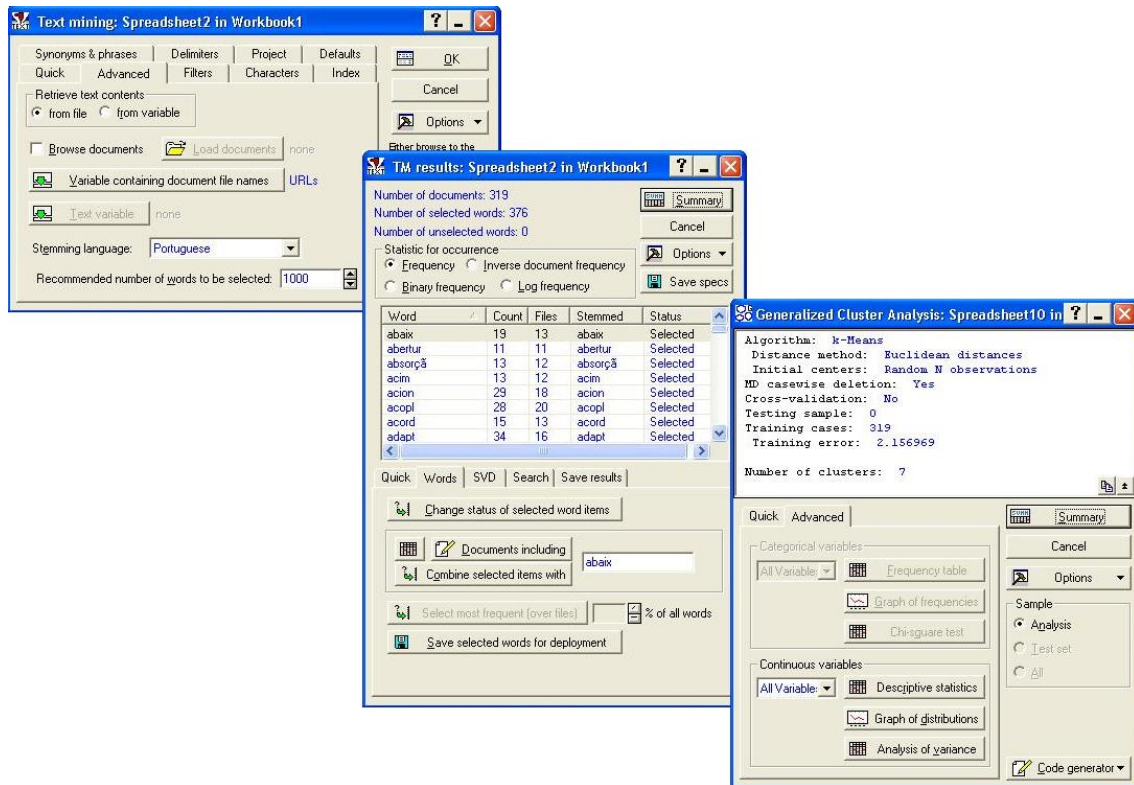 Text mining: Spreadsheet2 in Workbook1
Synonyms & phrases Delimiters Project Defaults
Quick Advanced Filters Characters Index
Retrieve text contents
from file from variable
Browse documents Load documents none
Variable containing document file names URLs
Text variable none
Stemming language: Portuguese
Recommended number of words to be selected: 1000
OK
Cancel
Options
Either browse to the
TM results: Spreadsheet2 in Workbook1
Number of documents: 319
Number of selected words: 376
Number of unselected words: 0
Statistic for occurrence
Frequency Inverse document frequency
Binary frequency Log frequency
Summary
Cancel
Options
Save specs
Word Count Files Stemmed Status
abaix 19 13 abaix Selected
abertur 11 11 abertur Selected
absorçã 13 12 absorçã Selected
acim 13 12 acim Selected
acion 29 18 acion Selected
acopl 28 20 acopl Selected
acord 15 13 acord Selected
adapt 34 16 adapt Selected
Quick Words SVD Search Save results
Change status of selected word items
Documents including
abaix
Combine selected items with
Select most frequent (over files) % of all words
Save selected words for deployment
Generalized Cluster Analysis: Spreadsheet10 in
Algorithm: k-Means
Distance method: Euclidean distances
Initial centers: Random N observations
MD casewise deletion: Yes
Cross-validation: No
Testing sample: 0
Training cases: 319
Training error: 2.156969
Number of clusters: 7
Quick Advanced
Categorical variables
All Variable: Frequency table
Graph of frequencies
Chi-square test
Continuous variables
All Variable: Descriptive statistics
Graph of distributions
Analysis of variance
Summary
Cancel
Options
Sample
Analysis
Test set
All
Code generator